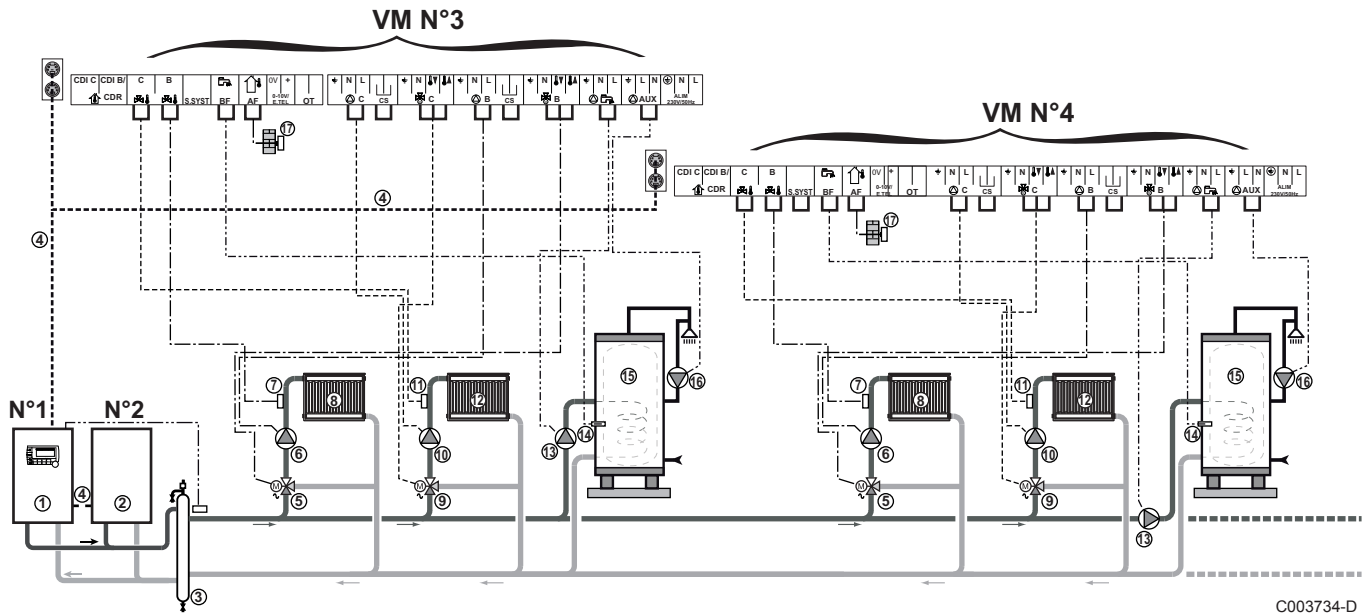 VM N°3
CDI C CDI B/ C B 0V + N L N N L N N L L N N L
CDR S.SYST BF AF 0-10V/ E.TEL OT C CS C B CS B AUX ALIM 230V/50Hz
17
VM N°4
CDI C CDI B/ C B 0V + N L N N L N N L L N N L
CDR S.SYST BF AF 0-10V/ E.TEL OT C CS C B CS B AUX ALIM 230V/50Hz
4
17
4
7 8 11 12 15 16 7 8 11 12 15 16
N°1 N°2
6 10 13 14 6 10 14
1 4 2 M 5 M 9 M 5 M 9
13
3
C003734-D